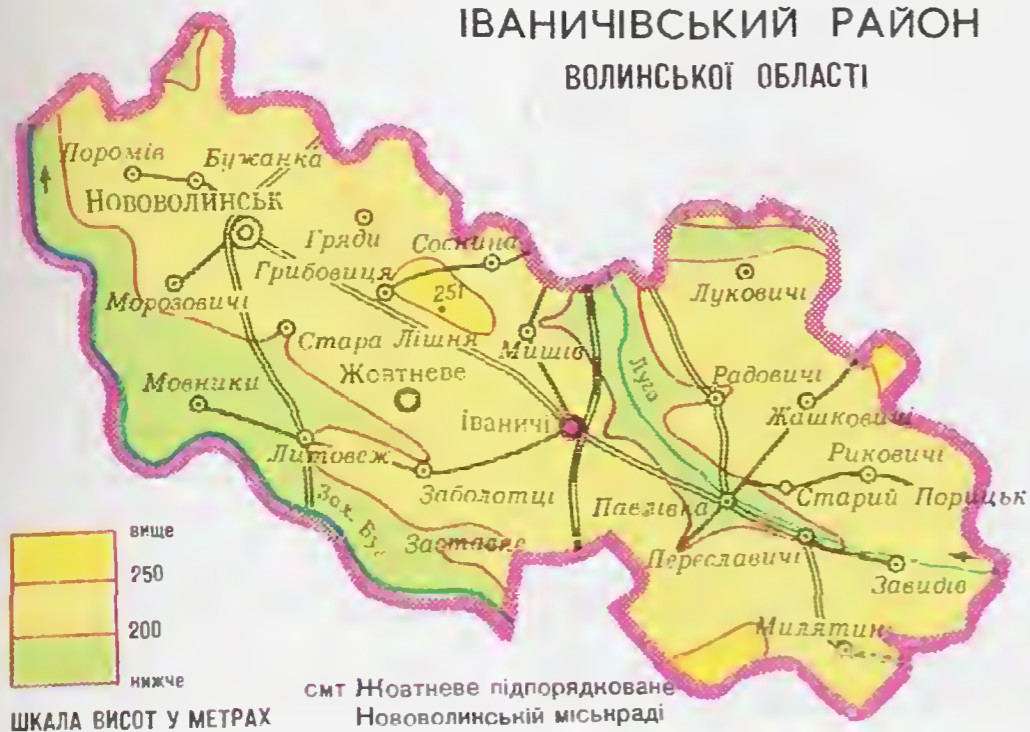 ІВАНИЧІВСЬКИЙ РАЙОН
ВОЛИНСЬКОЇ ОБЛАСТІ
Поромів
Бужанка
НОВОВОЛИНСЬК
Гряди
Соснина
Грибовиця
251
Луковичі
Морозовичі
Стара Лішня
Мишів
Луга
Мовники
ЖОВТНЕВЕ
Радовичі
Жашковичі
Іваничі
Литовеж
Риковичі
Заболотці
Павлівка
Старий Порицьк
Зах. Буг
Заставне
Переславичі
Завидів
Милятин
вище
250
200
нижче
ШКАЛА ВИСОТ У МЕТРАХ
смт Жовтневе підпорядковане
Нововолинській міськраді